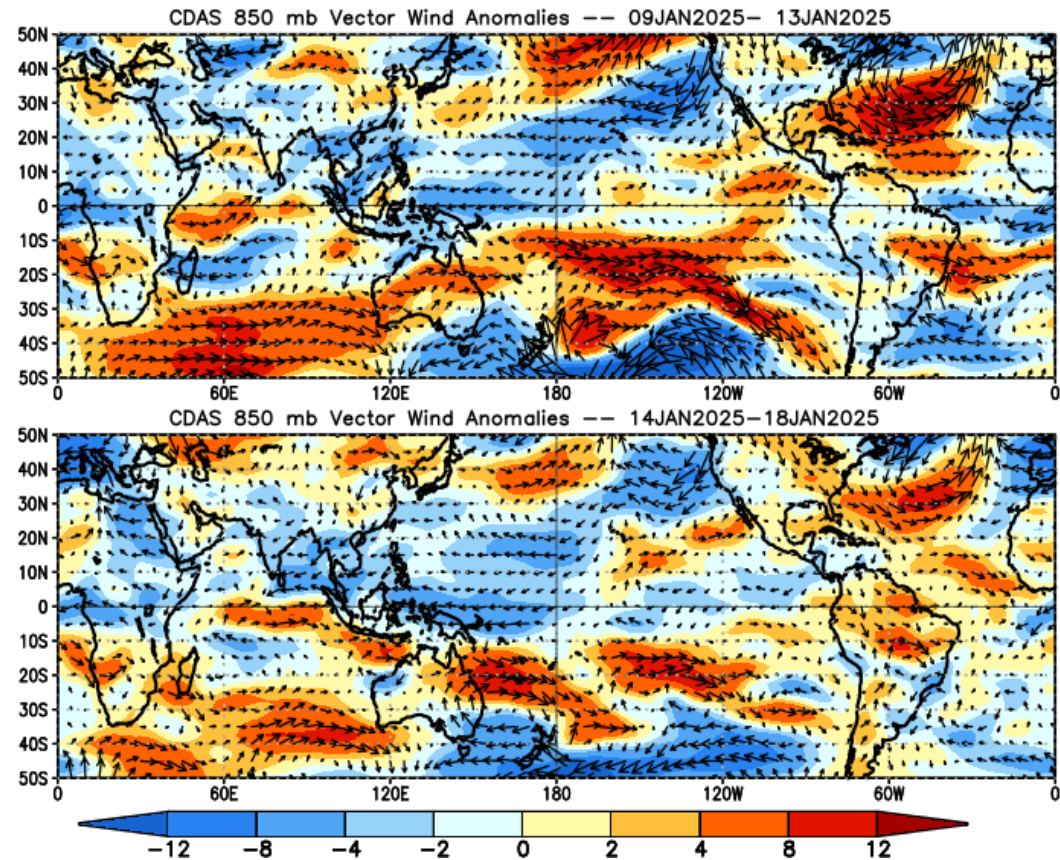 CDAS 850 mb Vector Wind Anomalies -- 09JAN2025- 13JAN2025
50N
40N
30N
20N
10N
0
10S
20S
30S
40S
50S
0 60E 120E 180 120W 60W 0
CDAS 850 mb Vector Wind Anomalies -- 14JAN2025-18JAN2025
50N
40N
30N
20N
10N
0
10S
20S
30S
40S
50S
0 60E 120E 180 120W 60W 0
-12 -8 -4 -2 0 2 4 8 12